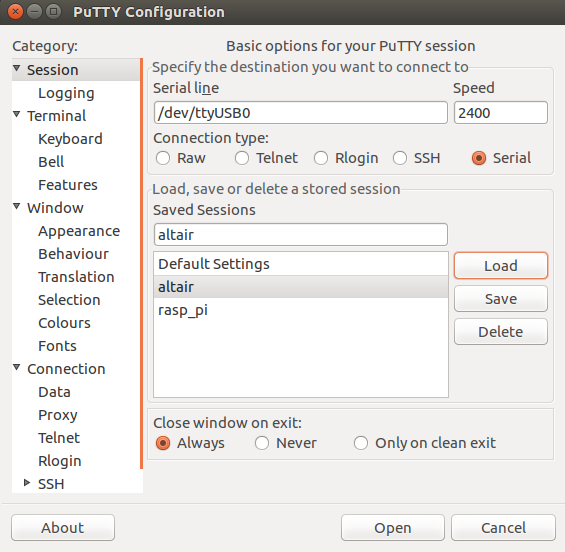 PuTTY Configuration
Category:
Session
Logging
Terminal
Keyboard
Bell
Features
Window
Appearance
Behaviour
Translation
Selection
Colours
Fonts
Connection
Data
Proxy
Telnet
Rlogin
SSH
Basic options for your PuTTY session
Specify the destination you want to connect to
Serial line Speed
/dev/ttyUSB0 2400
Connection type:
Raw Telnet Rlogin SSH Serial
Load, save or delete a stored session
Saved Sessions
altair
Default Settings
altair
rasp_pi
Load
Save
Delete
Close window on exit:
Always Never Only on clean exit
About Open Cancel